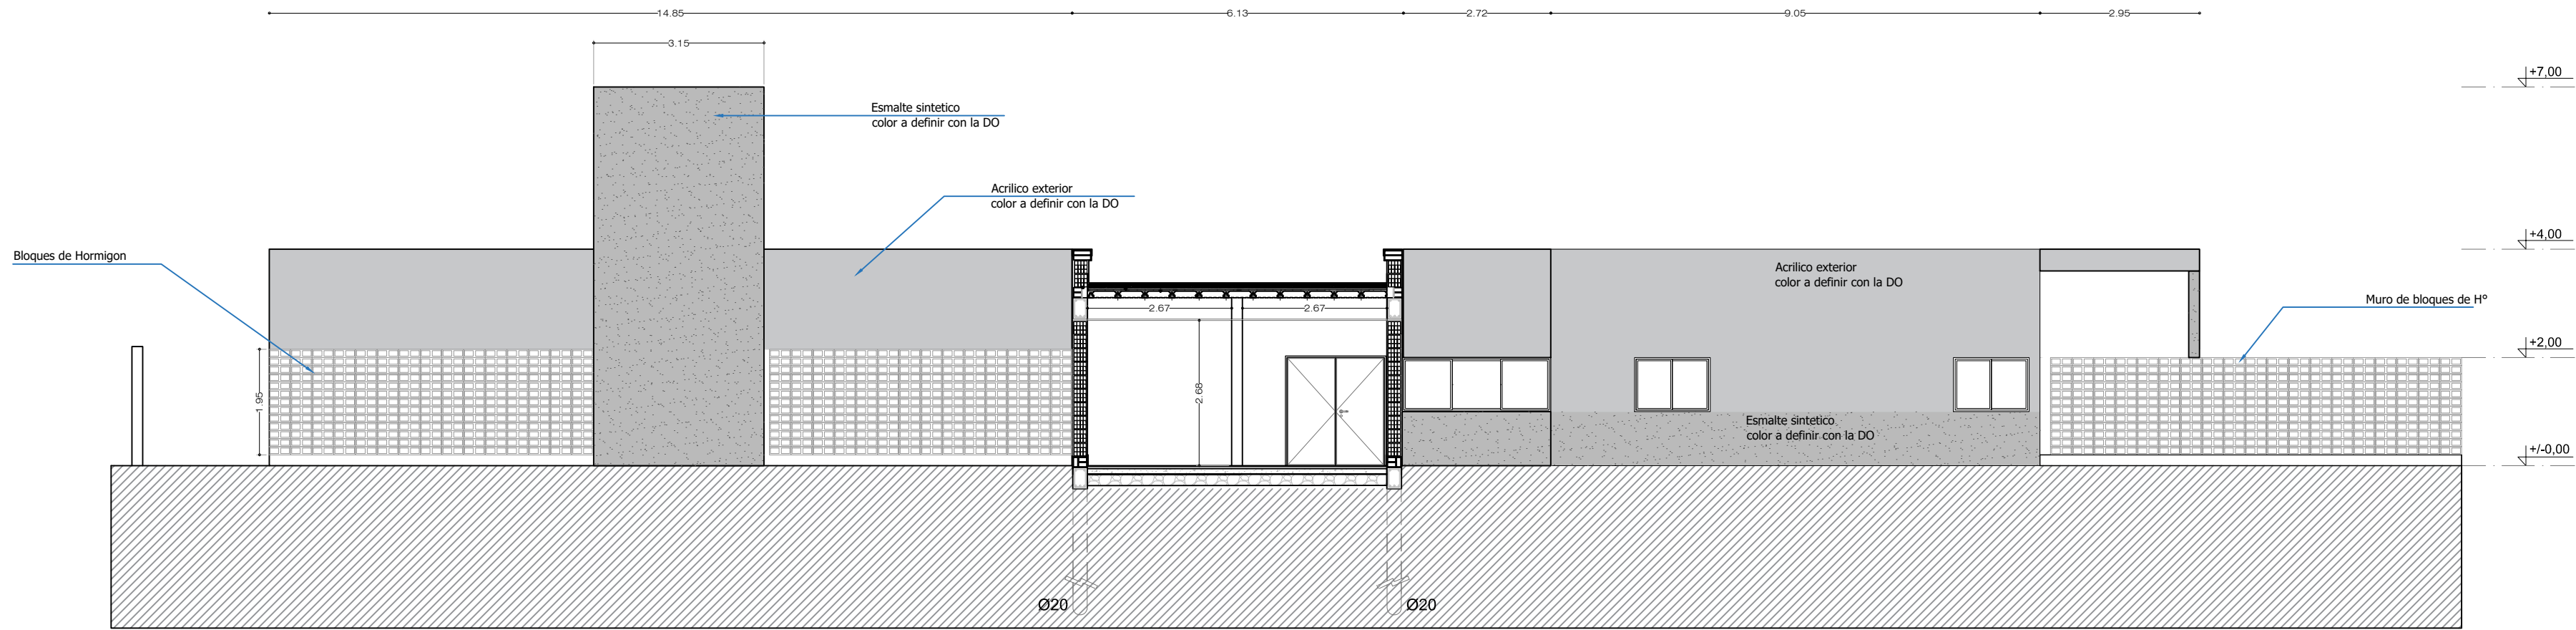 14.85
6.13
2.72
9.05
2.95
3.15
+7,00
Esmalte sintetico
color a definir con la DO
Acrilico exterior
color a definir con la DO
+4,00
Bloques de Hormigon
Acrilico exterior
color a definir con la DO
Muro de bloques de Hº
2.67
2.67
+2,00
1.95
2.68
Esmalte sintetico
color a definir con la DO
+/-0,00
Ø20
Ø20